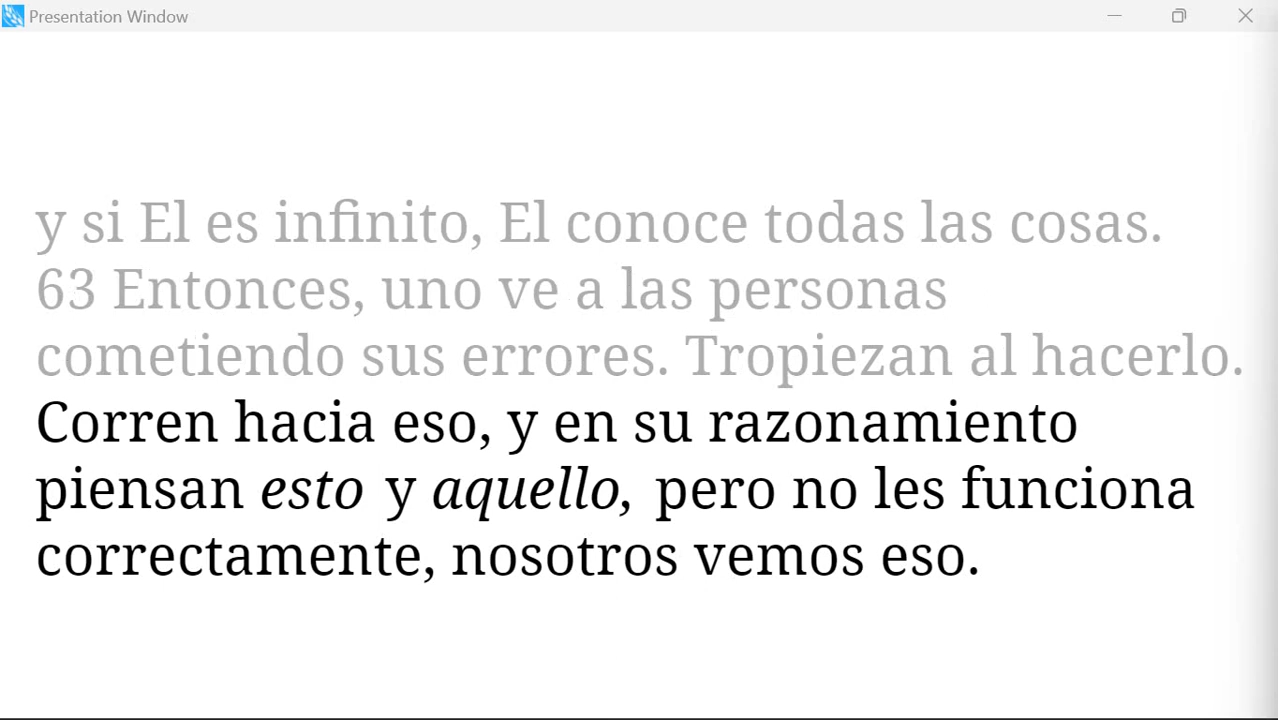 Presentation Window
y si El es infinito, El conoce todas las cosas.
63 Entonces, uno ve a las personas
cometiendo sus errores. Tropiezan al hacerlo.
Corren hacia eso, y en su razonamiento
piensan esto y aquello, pero no les funciona
correctamente, nosotros vemos eso.